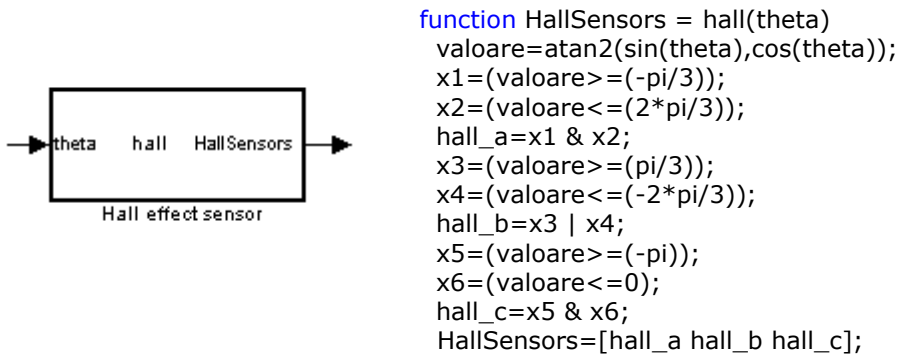 theta hall HallSensors
Hall effect sensor
function HallSensors = hall(theta)
valoare=atan2(sin(theta),cos(theta));
x1=(valoare>=(-pi/3));
x2=(valoare<=(2*pi/3));
hall_a=x1 & x2;
x3=(valoare>=(pi/3));
x4=(valoare<=(-2*pi/3));
hall_b=x3 | x4;
x5=(valoare>=(-pi));
x6=(valoare<=0);
hall_c=x5 & x6;
HallSensors=[hall_a hall_b hall_c];